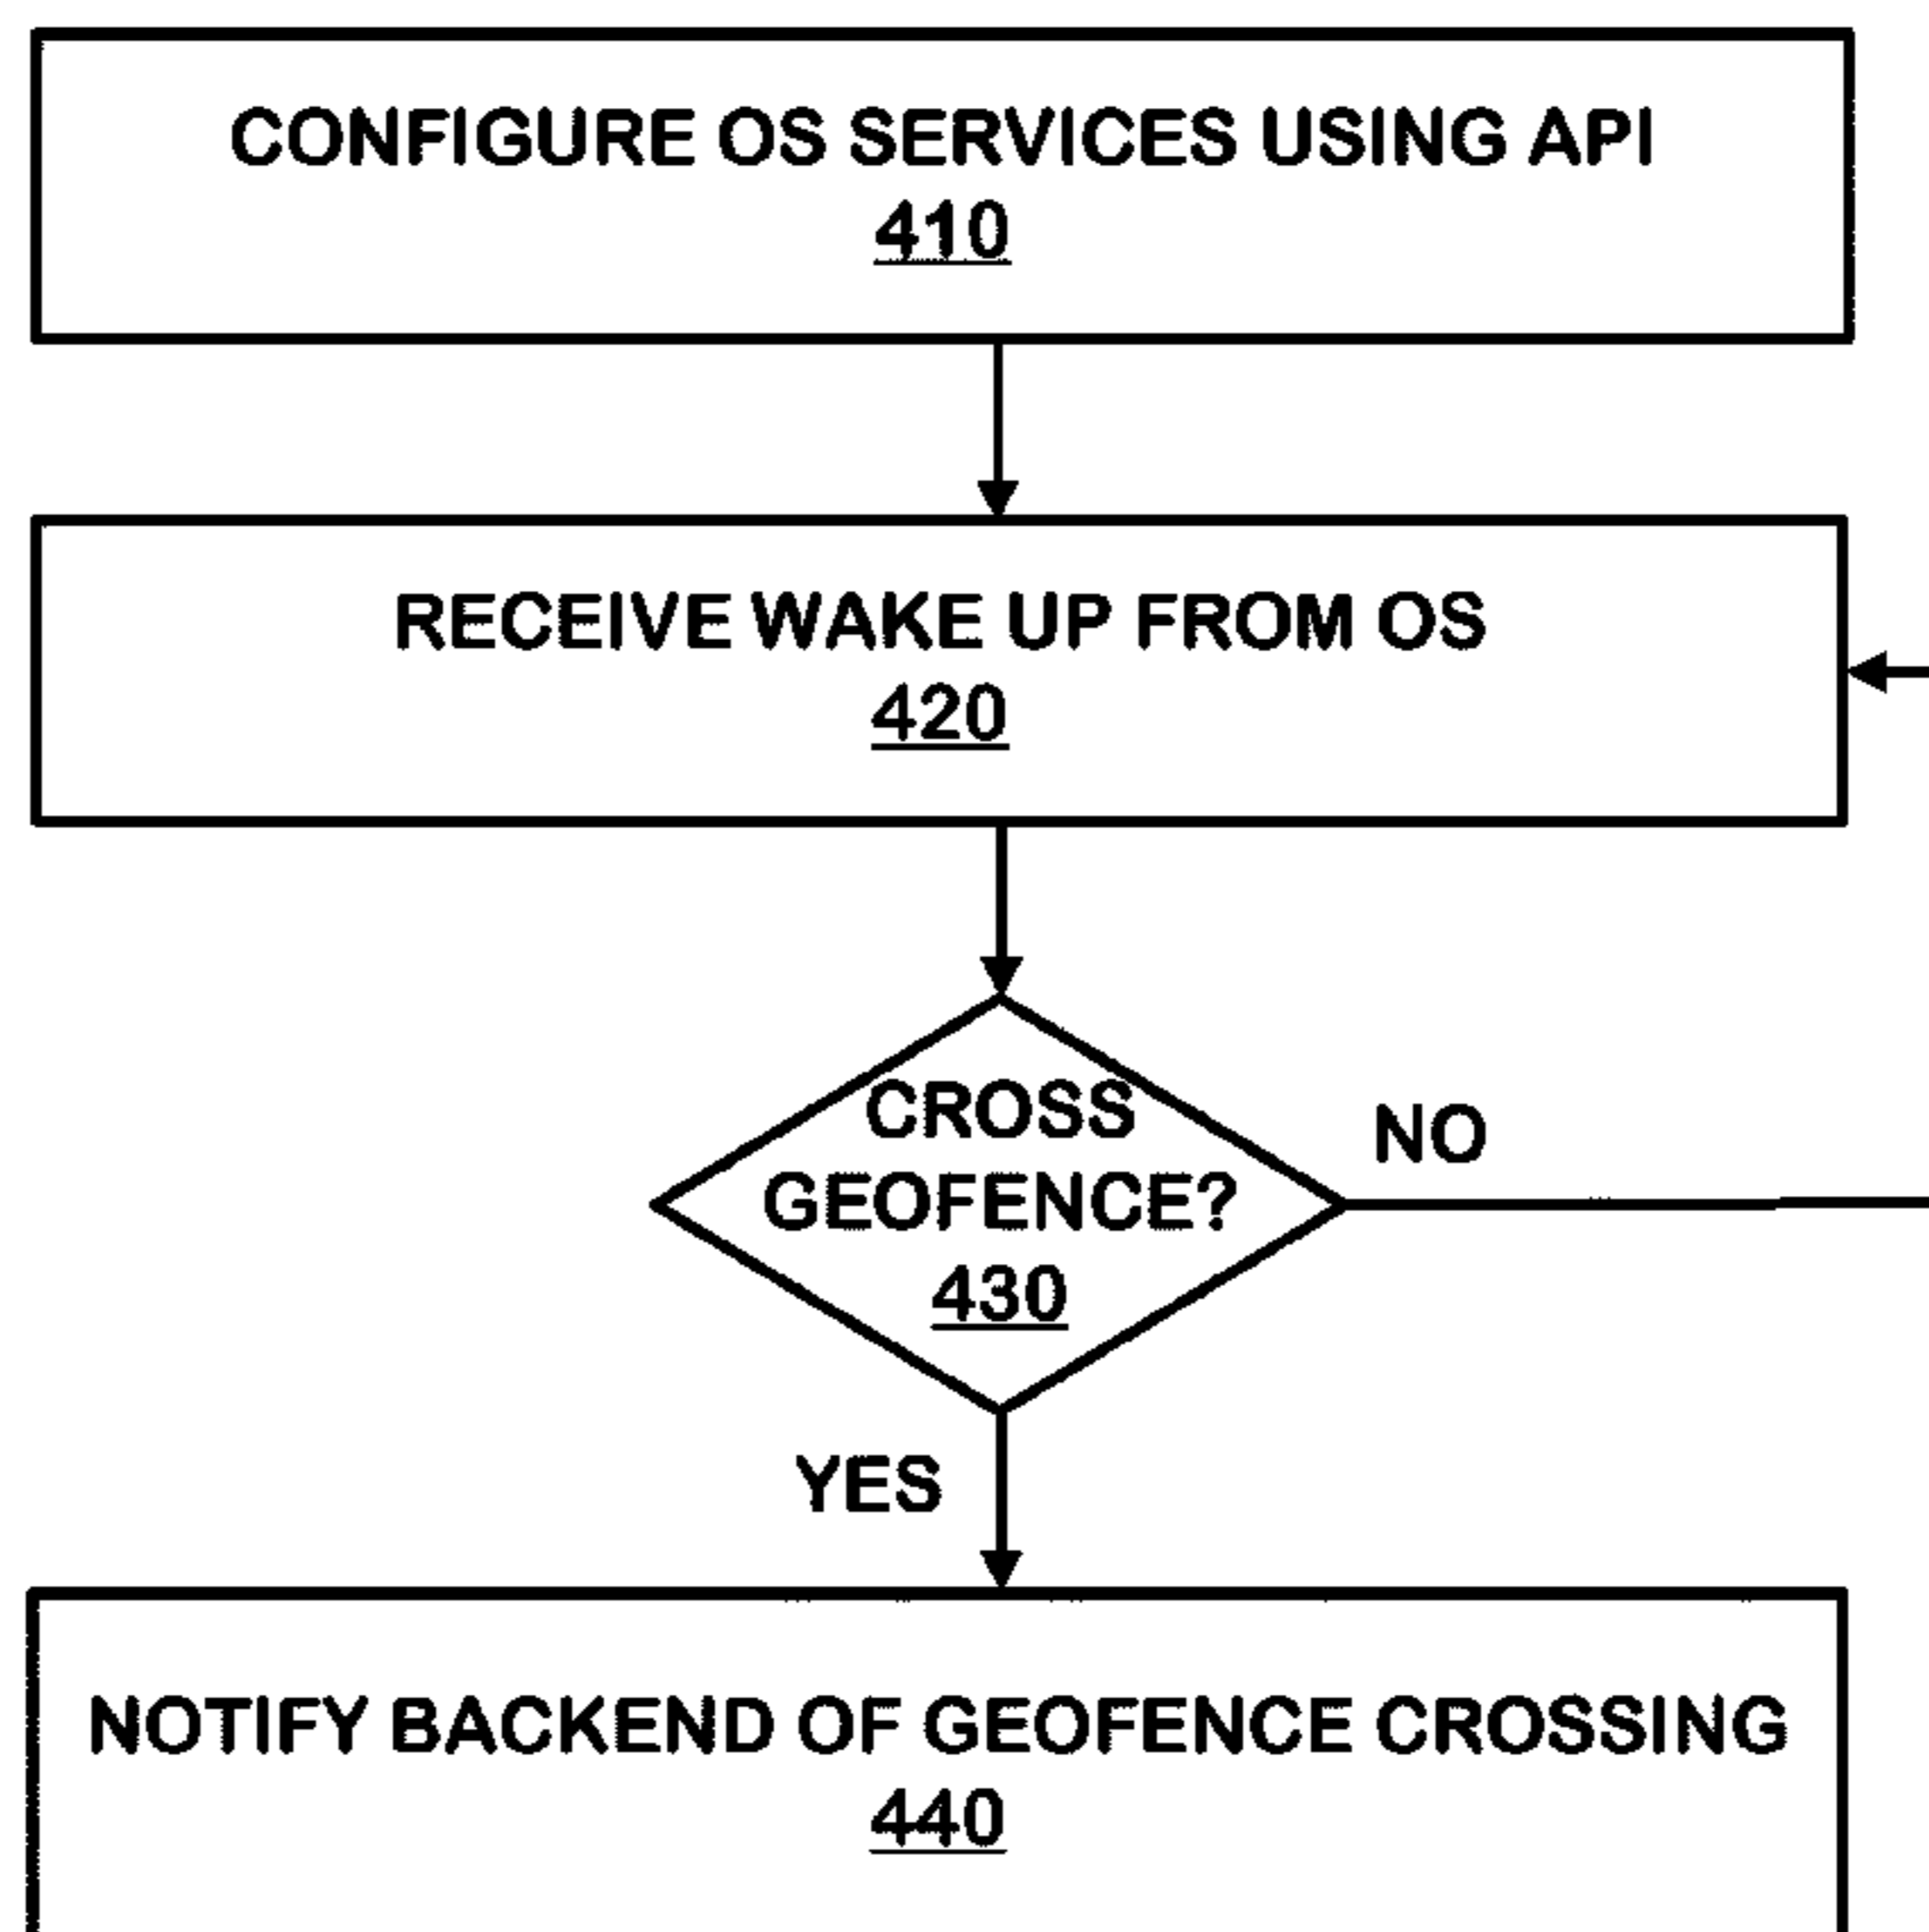 CONFIGURE OS SERVICES USING API
410
RECEIVE WAKE UP FROM OS
420
CROSS
GEOFENCE?
430
NO
YES
NOTIFY BACKEND OF GEOFENCE CROSSING
440